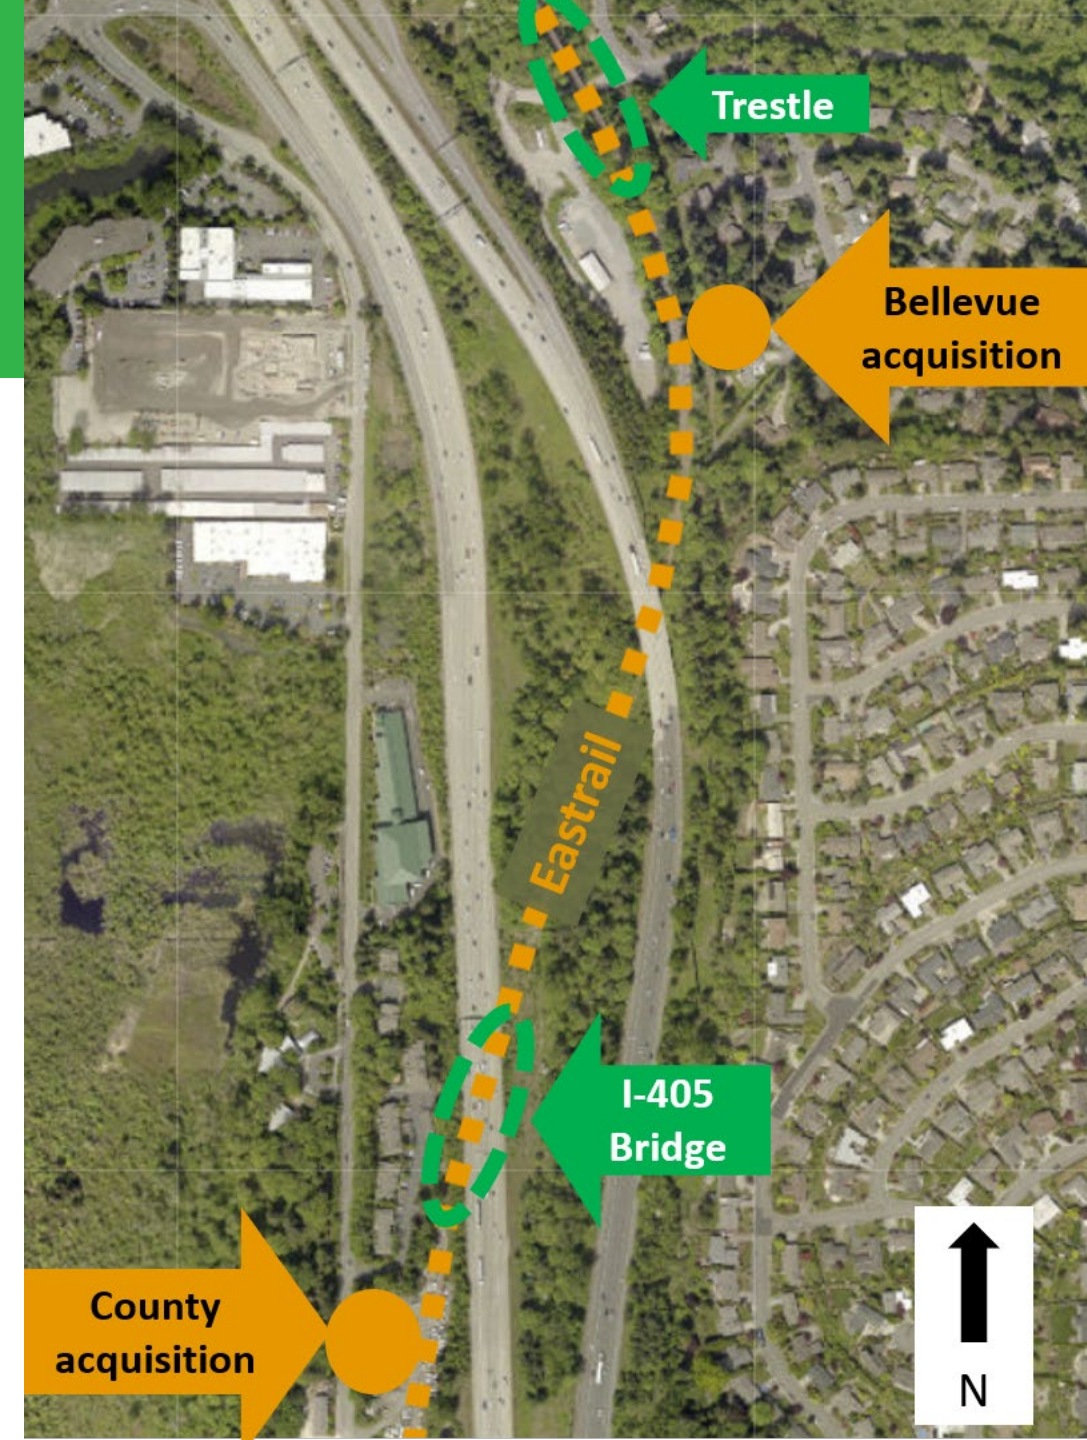 Trestle
Bellevue
acquisition
Eastrail
I-405
Bridge
County
acquisition
N